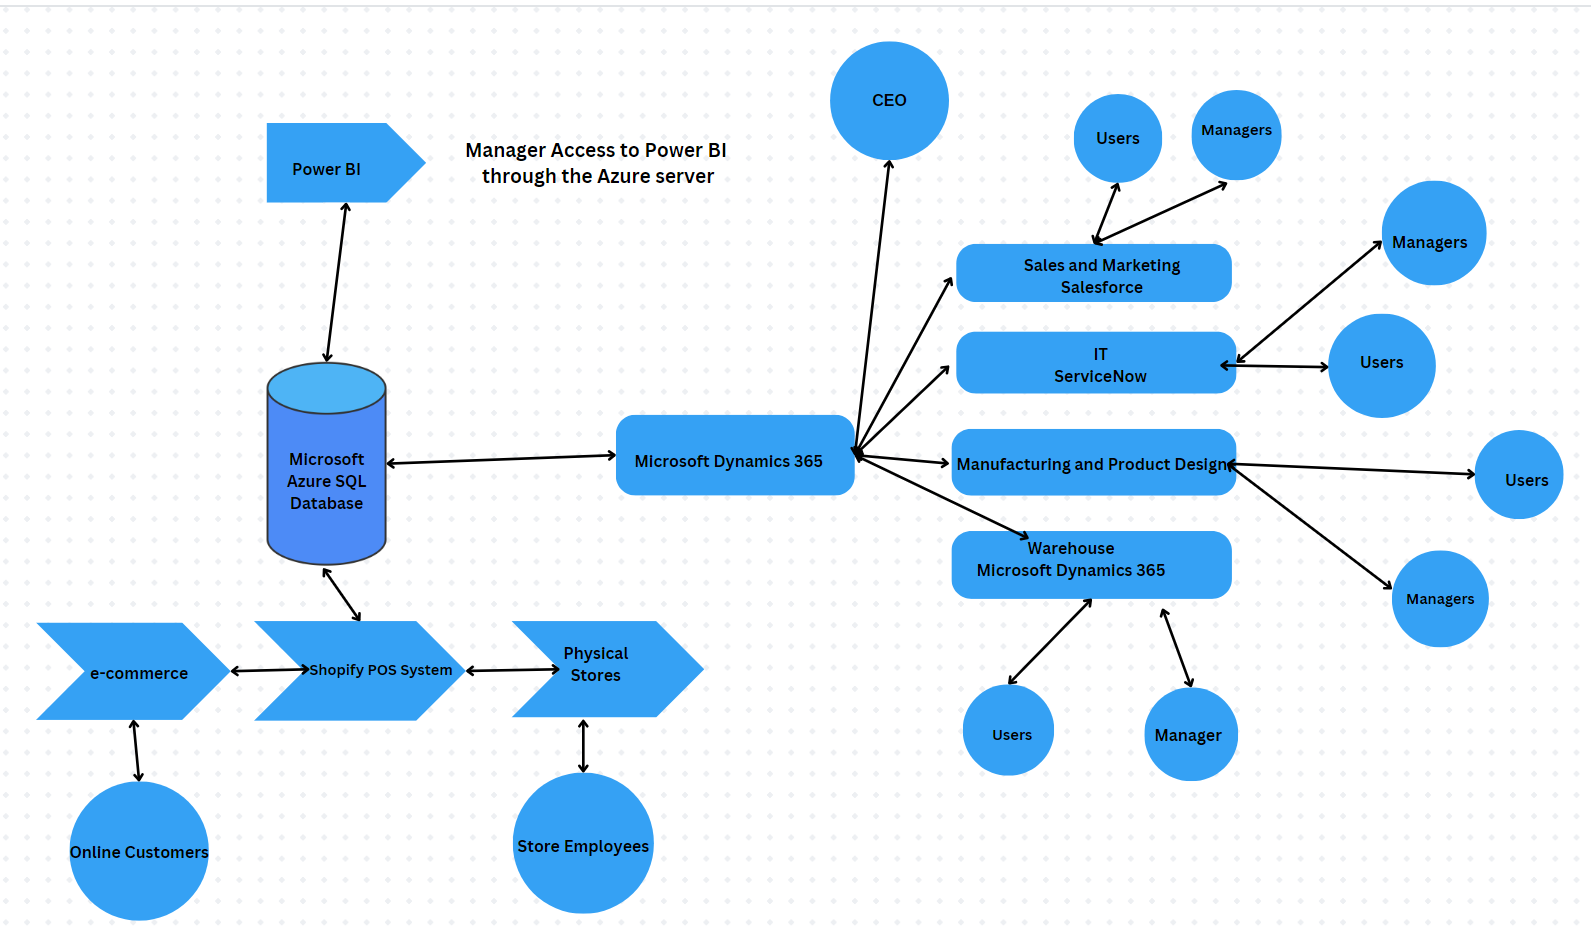 CEO
Users
Managers
Power BI
Manager Access to Power BI
through the Azure server
Managers
Sales and Marketing
Salesforce
IT
ServiceNow
Users
Microsoft
Azure SQL
Database
Microsoft Dynamics 365
Manufacturing and Product Design
Users
Warehouse
Microsoft Dynamics 365
Managers
e-commerce
Shopify POS System
Physical
Stores
Users
Manager
Online Customers
Store Employees